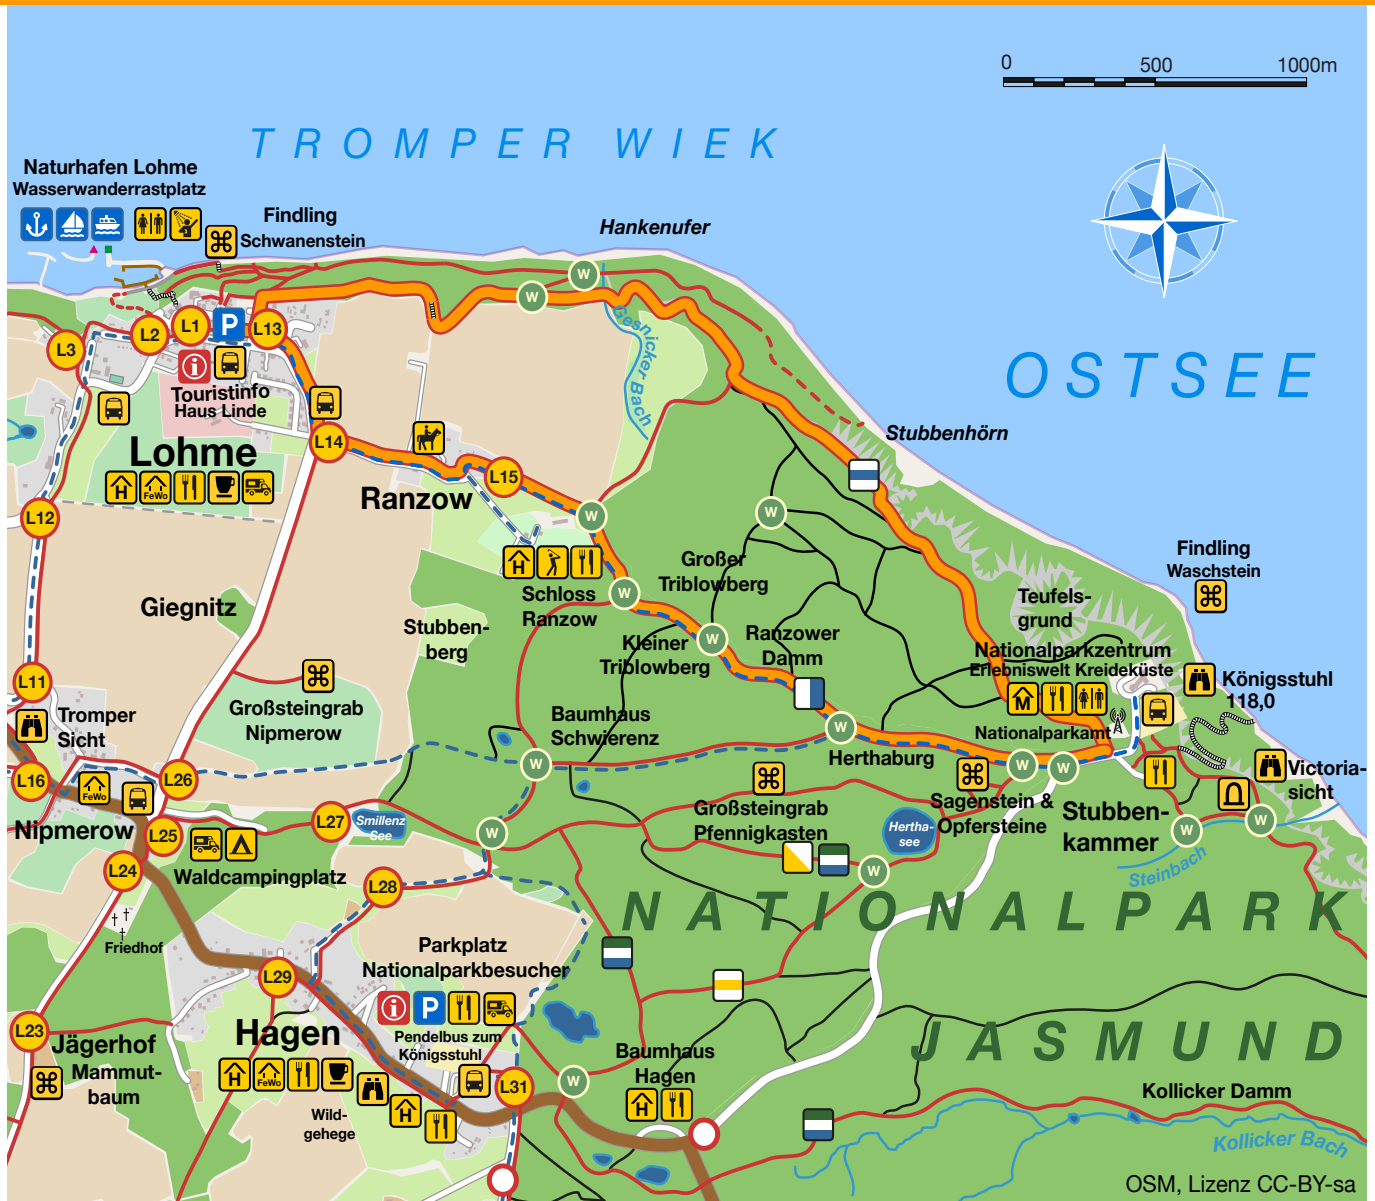 0 500 1000m
TROMPER WIEK
Naturhafen Lohme
Wasserwanderrastplatz
Findling
Schwanenstein
Hankenufer
W
W
L1
P
L13
L2
L3
i
Touristinfo
Haus Linde
Gesnicker Bach
OSTSEE
Stubbenhörn
Lohme
L14
H
FeWo
Ranzow
L15
L12
W
W
Findling
Waschstein
Großer
Triblowberg
H
Schloss
Ranzow
W
Teufels-
grund
Giegnitz
Stubben-
berg
Kleiner
Triblowberg
W
Ranzower
Damm
Nationalparkzentrum
Erlebniswelt Kreideküste
M
L11
Königsstuhl
118,0
Großsteingrab
Nipmerow
Tromper
Sicht
Baumhaus
Schwierenz
W
Nationalparkamt
Herthaburg
W
W
W
L16
FeWo
L26
Victoria-
sicht
Großsteingrab
Pfennigkasten
Sagenstein &
Opfersteine
Stubben-
kammer
Nipmerow
L25
L27
Smillenz
See
W
Hertha-
see
W
W
L24
Waldcampingplatz
L28
W
Steinbach
NATIONALPARK
Friedhof
Parkplatz
Nationalparkbesucher
L29
i
P
L23
Hagen
Pendelbus zum
Königsstuhl
JASMUND
Jägerhof
Mammut-
baum
H
FeWo
Baumhaus
Hagen
H
L31
W
Kollicker Damm
Wild-
gehege
H
Kollicker Bach
OSM, Lizenz CC-BY-sa